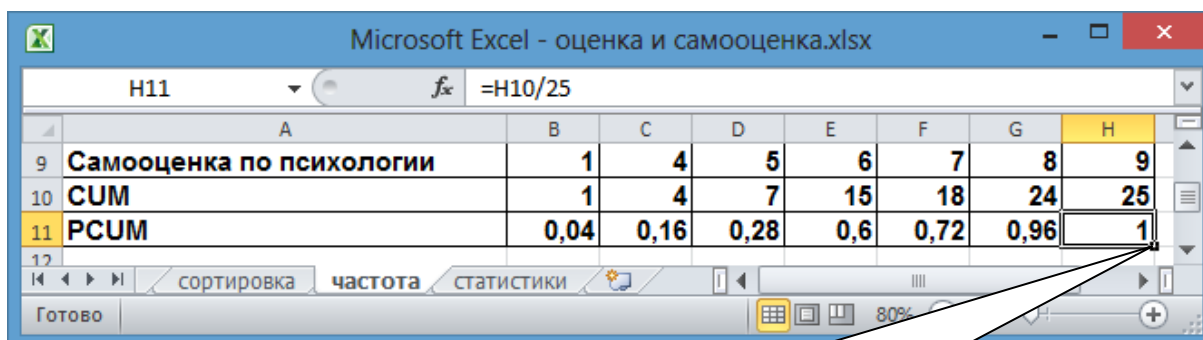 Microsoft Excel - оценка и самооценка.xlsx
H11 fx =H10/25
A B C D E F G H
9 Самооценка по психологии 1 4 5 6 7 8 9
10 CUM 1 4 7 15 18 24 25
11 PCUM 0,04 0,16 0,28 0,6 0,72 0,96 1
12
сортировка частота статистики
Готово 80%